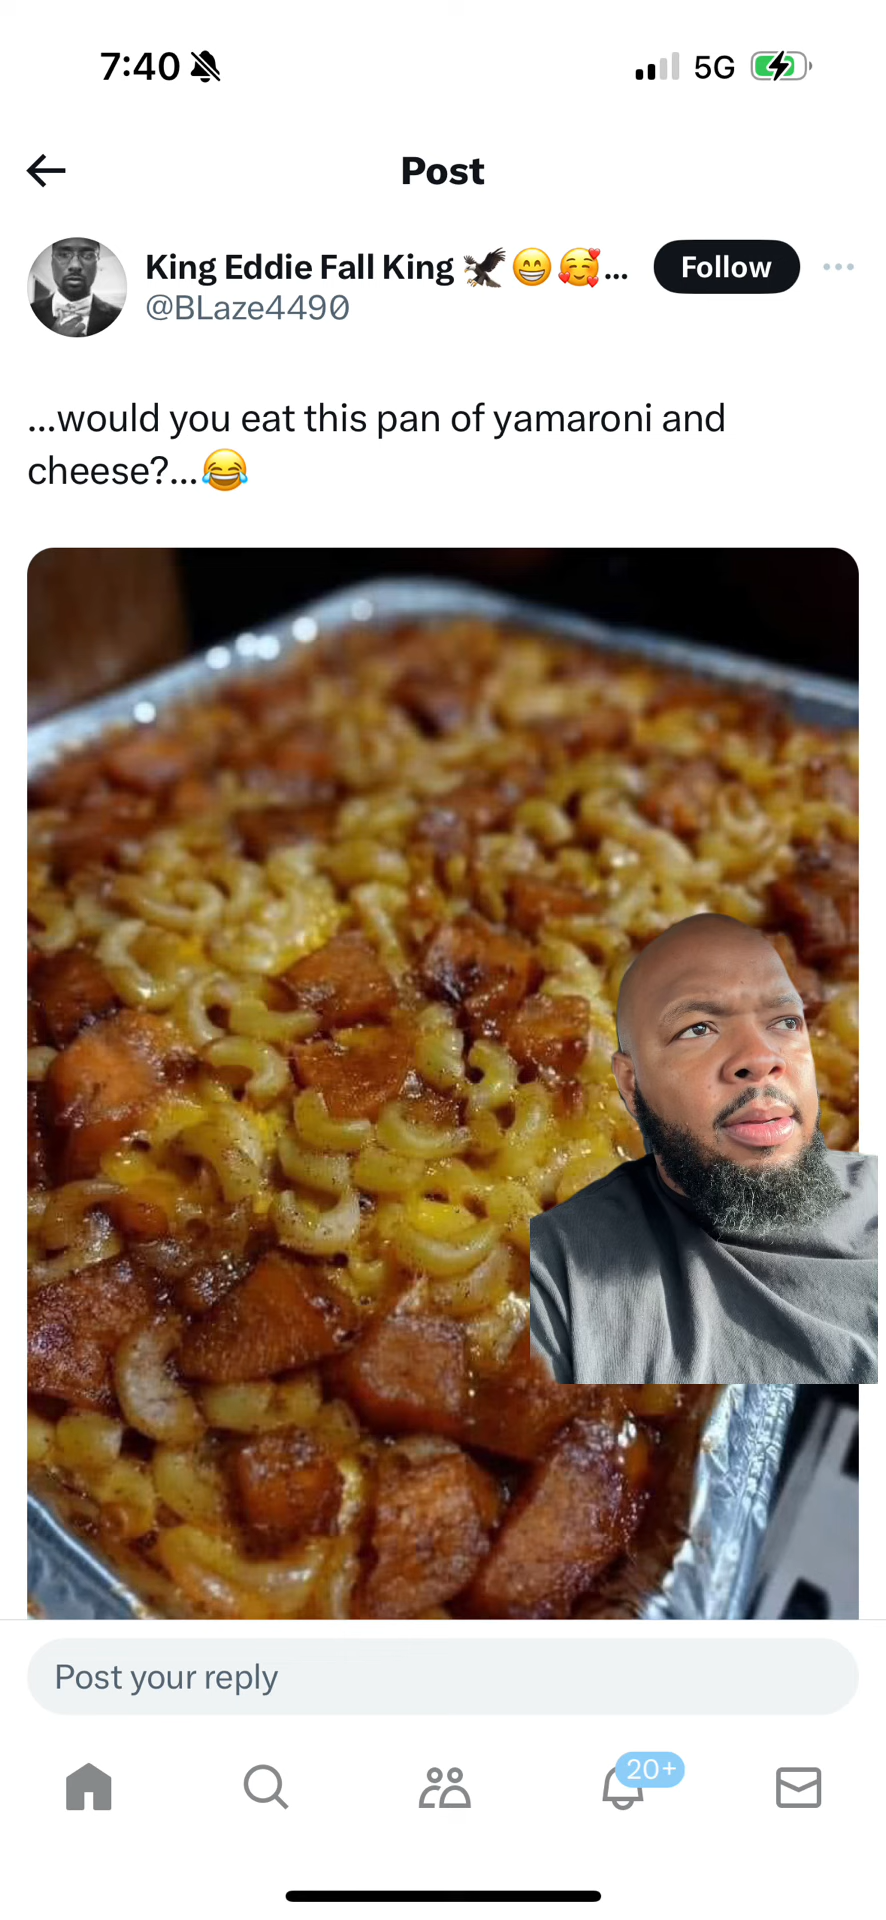 7:40
5G
Post
King Eddie Fall King 🦅😁🥰...
Follow
@BLaze4490
...would you eat this pan of yamaroni and
cheese?...😂
Post your reply
20+